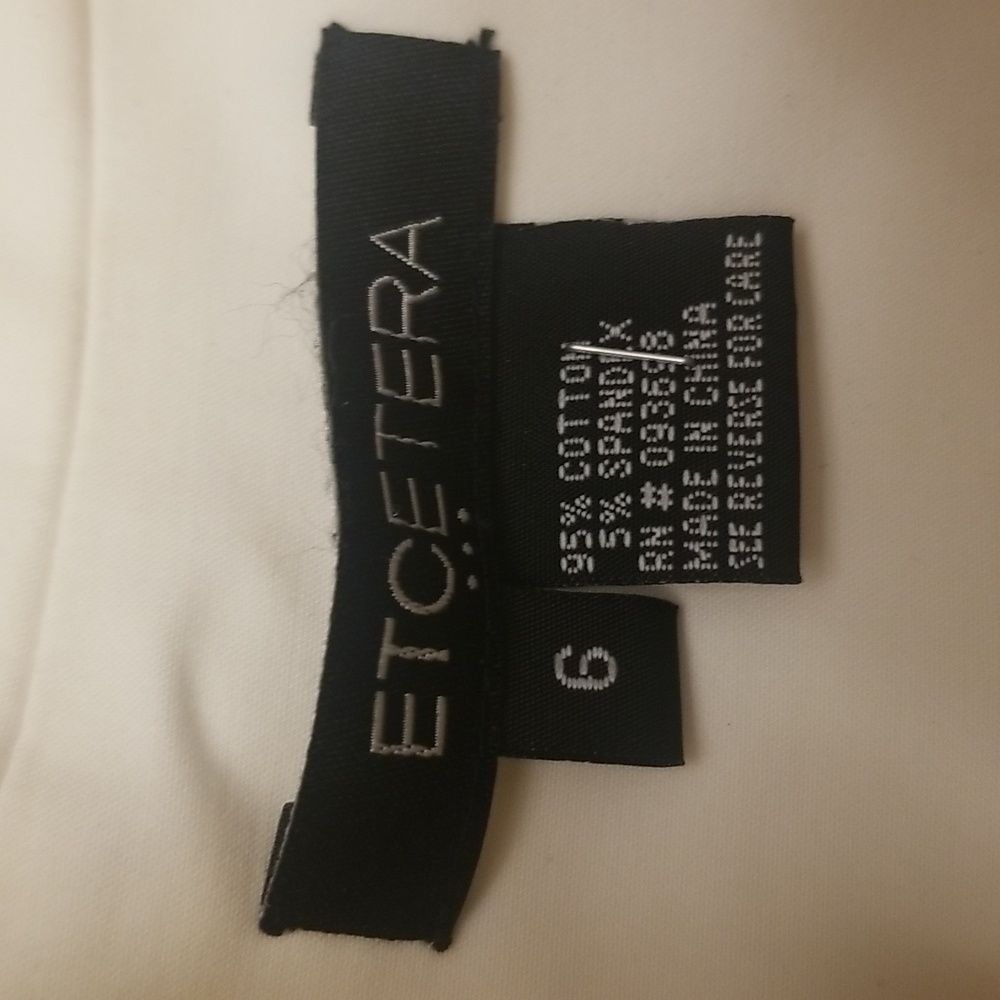 ETCETERA
6
95% COTTON
5% SPANDEX
RN # 093698
MADE IN CHINA
SEE REVERSE FOR CARE